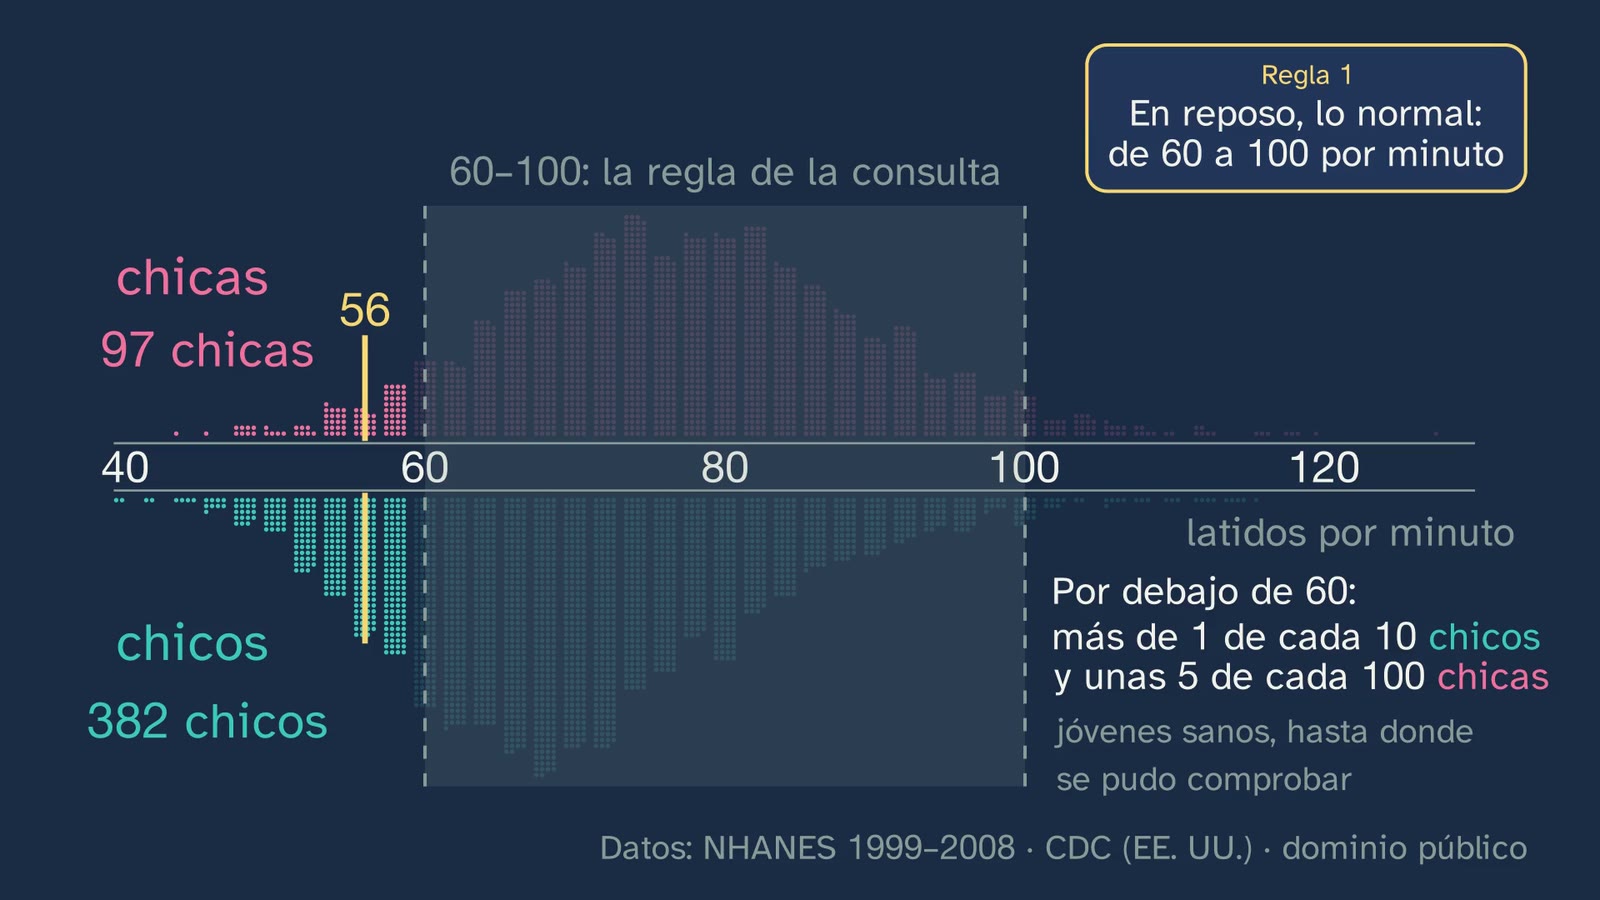 Regla 1
En reposo, lo normal:
de 60 a 100 por minuto
60–100: la regla de la consulta
chicas
97 chicas
56
40 60 80 100 120
latidos por minuto
chicos
382 chicos
Por debajo de 60:
más de 1 de cada 10 chicos
y unas 5 de cada 100 chicas
jóvenes sanos, hasta donde
se pudo comprobar
Datos: NHANES 1999–2008 · CDC (EE. UU.) · dominio público